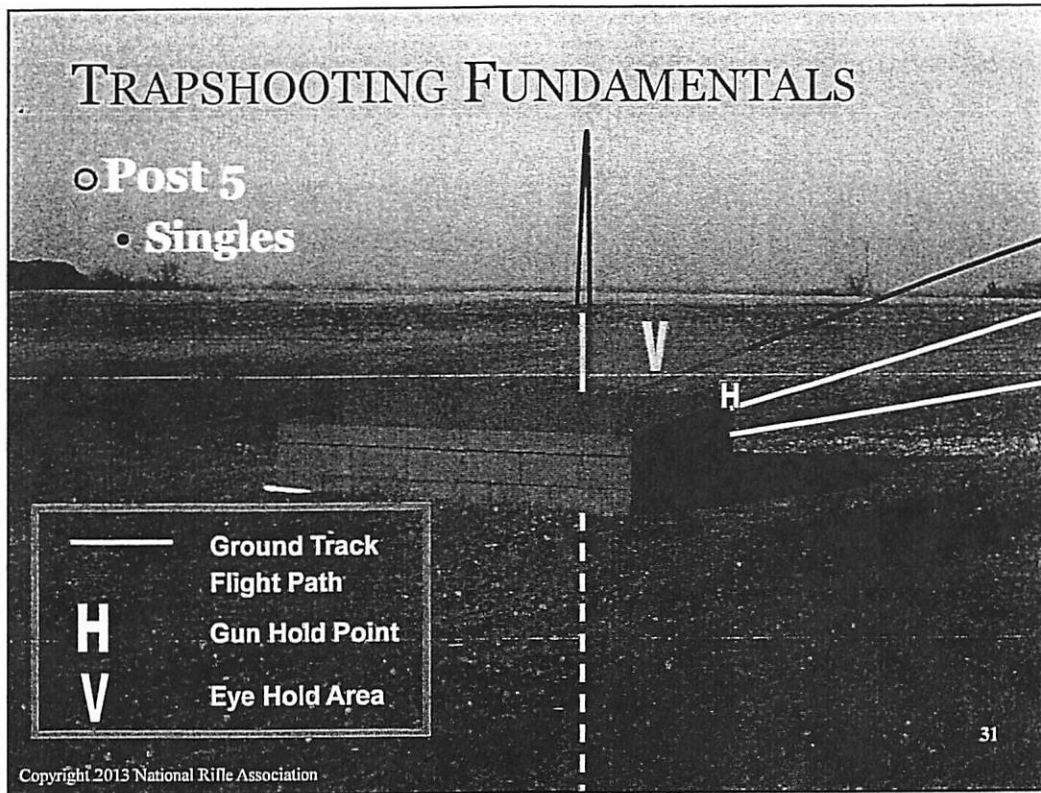 TRAPSHOOTING FUNDAMENTALS
Post 5
• Singles
V
H
Ground Track
Flight Path
H Gun Hold Point
V Eye Hold Area
31
Copyright 2013 National Rifle Association